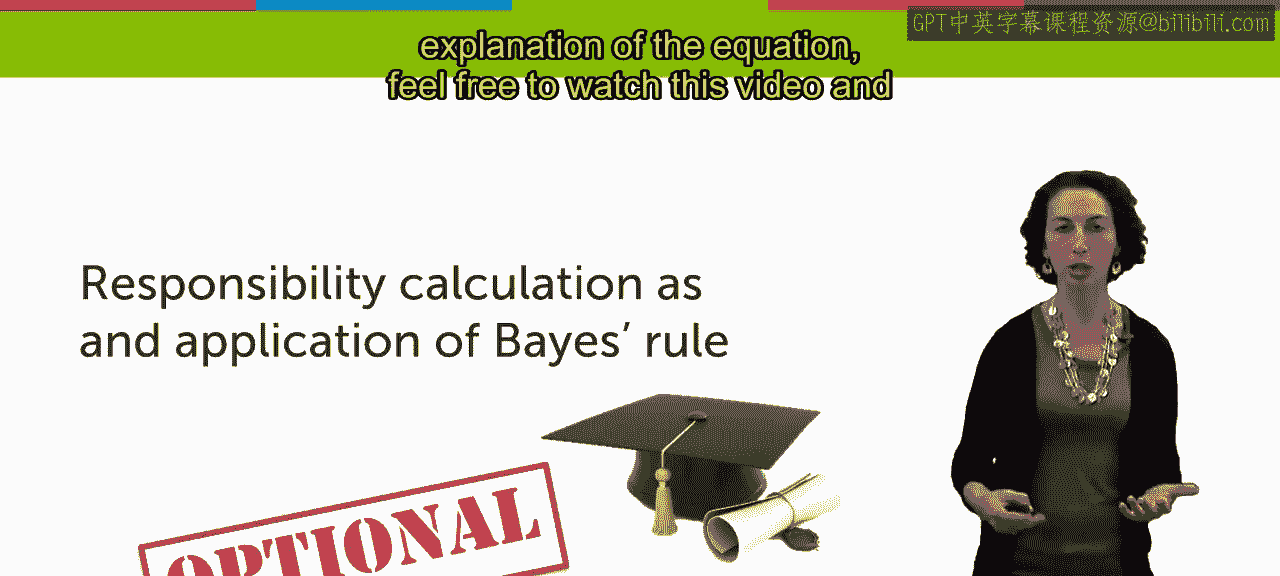 GPT中英字幕课程资源@bilibili.com
explanation of the equation,
feel free to watch this video and
Responsibility calculation as
and application of Bayes’ rule
OPTIONAL